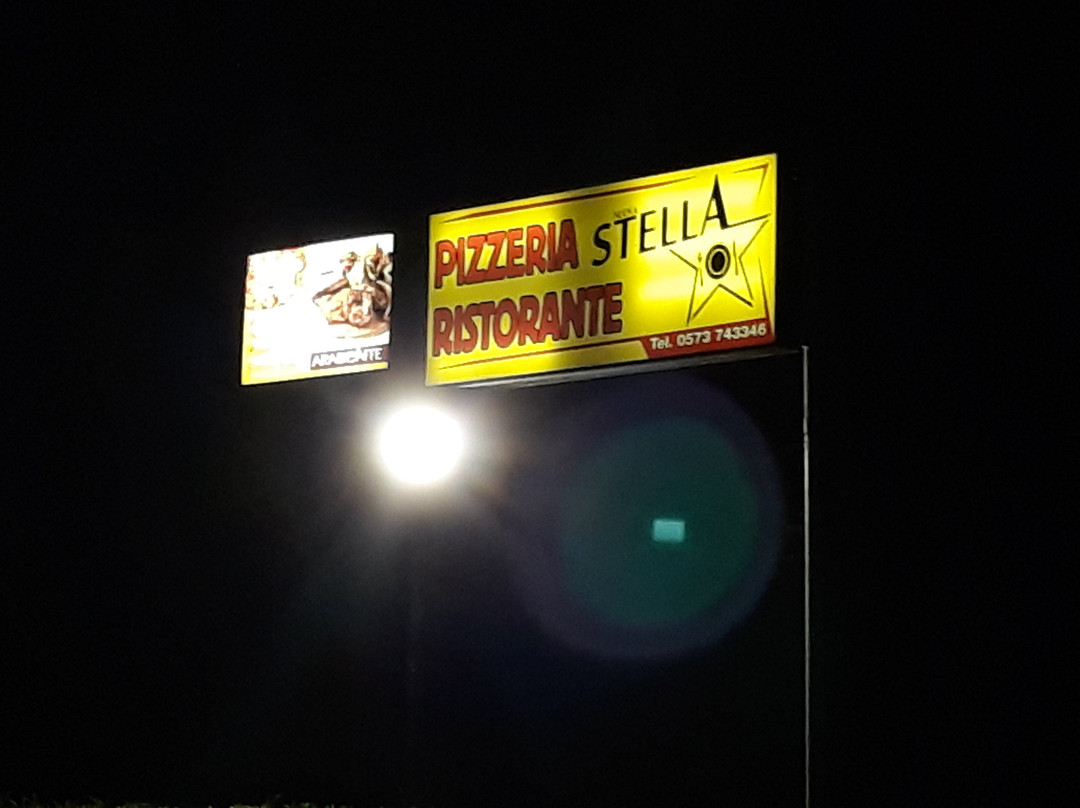 PIZZERIA STELLA
RISTORANTE
Tel. 0573 743346